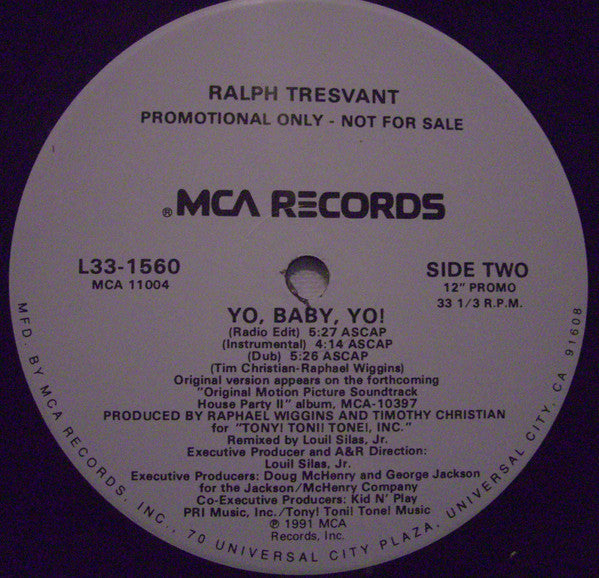 RALPH TRESVANT
PROMOTIONAL ONLY - NOT FOR SALE
®MCA RECORDS
L33-1560
MCA 11004
SIDE TWO
12" PROMO
33 1/3 R.P.M.
YO, BABY, YO!
(Radio Edit) 5:27 ASCAP
(Instrumental) 4:14 ASCAP
(Dub) 5:26 ASCAP
(Tim Christian-Raphael Wiggins)
Original version appears on the forthcoming
"Original Motion Picture Soundtrack
House Party II" album, MCA-10397
PRODUCED BY RAPHAEL WIGGINS AND TIMOTHY CHRISTIAN
for "TONY! TONI! TONE!, INC."
Remixed by Louil Silas, Jr.
Executive Producer and A&R Direction:
Louil Silas, Jr.
Executive Producers: Doug McHenry and George Jackson
for the Jackson/McHenry Company
Co-Executive Producers: Kid N' Play
PRI Music, Inc./Tony! Toni! Tone! Music
℗ 1991 MCA
Records, Inc.
MFD. BY MCA RECORDS, INC., 70 UNIVERSAL CITY PLAZA, UNIVERSAL CITY, CA 91608